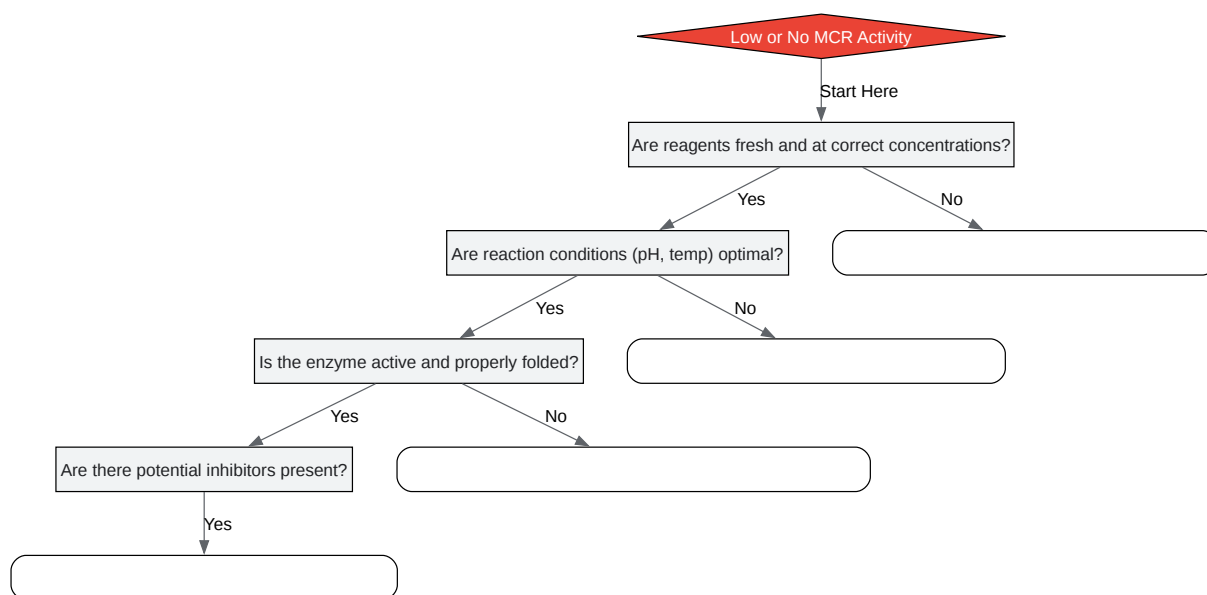 Low or No MCR Activity
Start Here
Are reagents fresh and at correct concentrations?
Yes
No
Are reaction conditions (pH, temp) optimal?
Yes
No
Is the enzyme active and properly folded?
Yes
No
Are there potential inhibitors present?
Yes